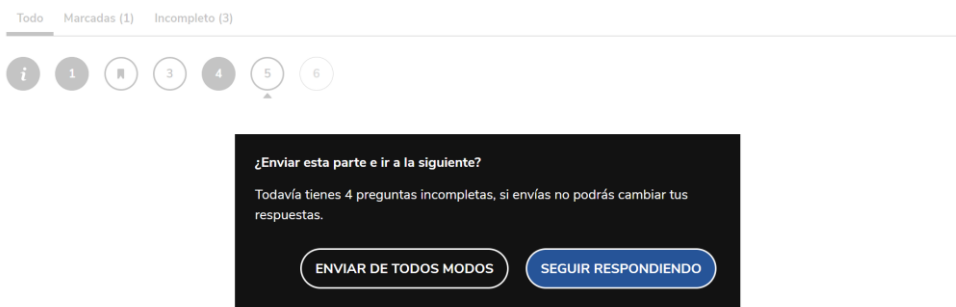 Todo Marcadas (1) Incompleto (3)
i 1 3 4 5 6
¿Enviar esta parte e ir a la siguiente?
Todavía tienes 4 preguntas incompletas, si envías no podrás cambiar tus
respuestas.
ENVIAR DE TODOS MODOS SEGUIR RESPONDIENDO